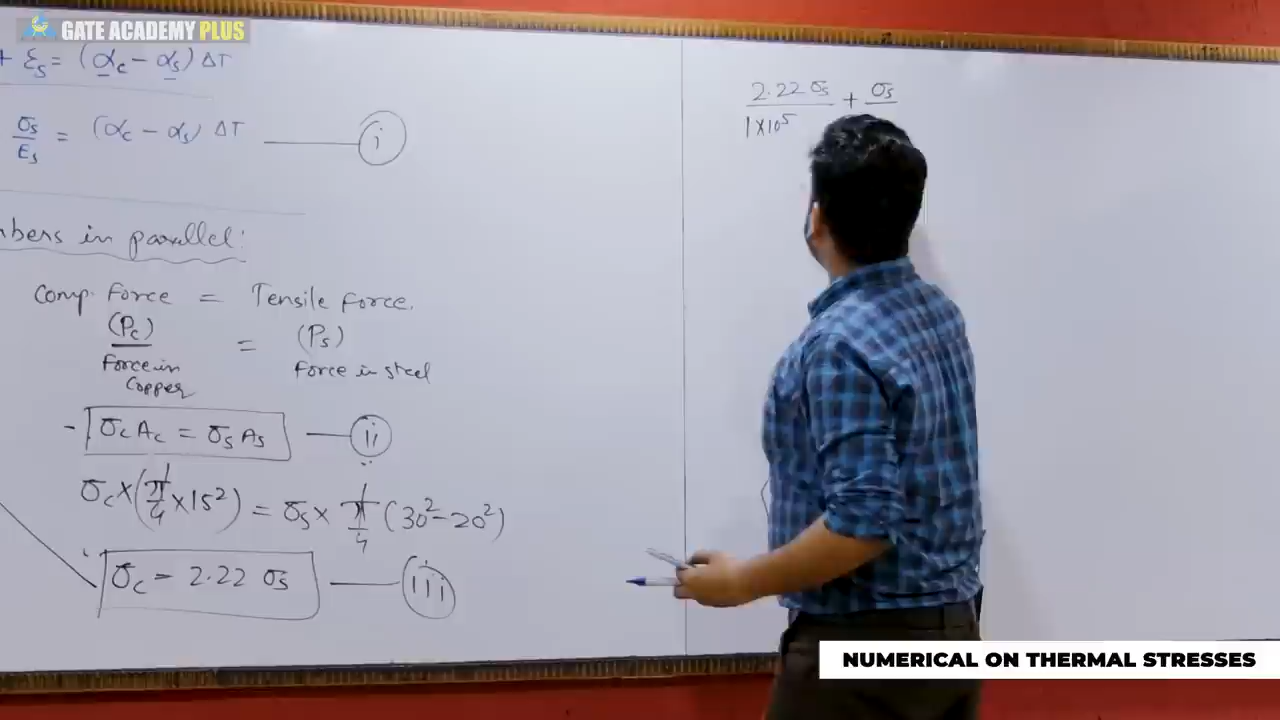 GATE ACADEMY PLUS
+ εs = (αc − αs) ΔT
σs/Es = (αc − αs) ΔT — i
mbers in parallel:
Comp. Force = Tensile force.
(Pc) = (Ps)
Force in Copper
Force in steel
- σc Ac = σs As — ii
σc × (π/4 × 15²) = σs × π/4 (30² − 20²)
σc = 2.22 σs — iii
2.22 σs / 1 × 10⁵ + σs
NUMERICAL ON THERMAL STRESSES